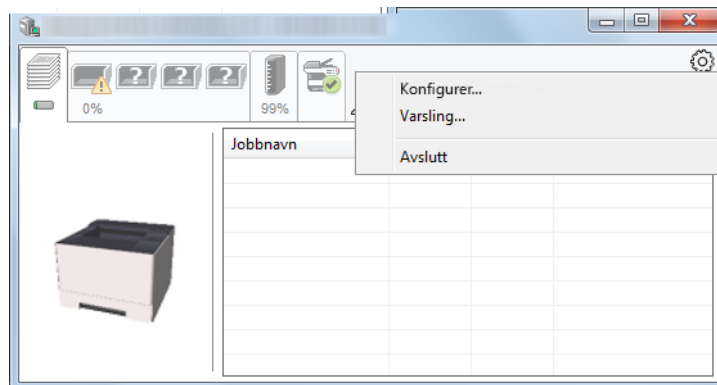 0%
? ? ?
99%
Konfigurer...
Varsling...
Avslutt
Jobbnavn